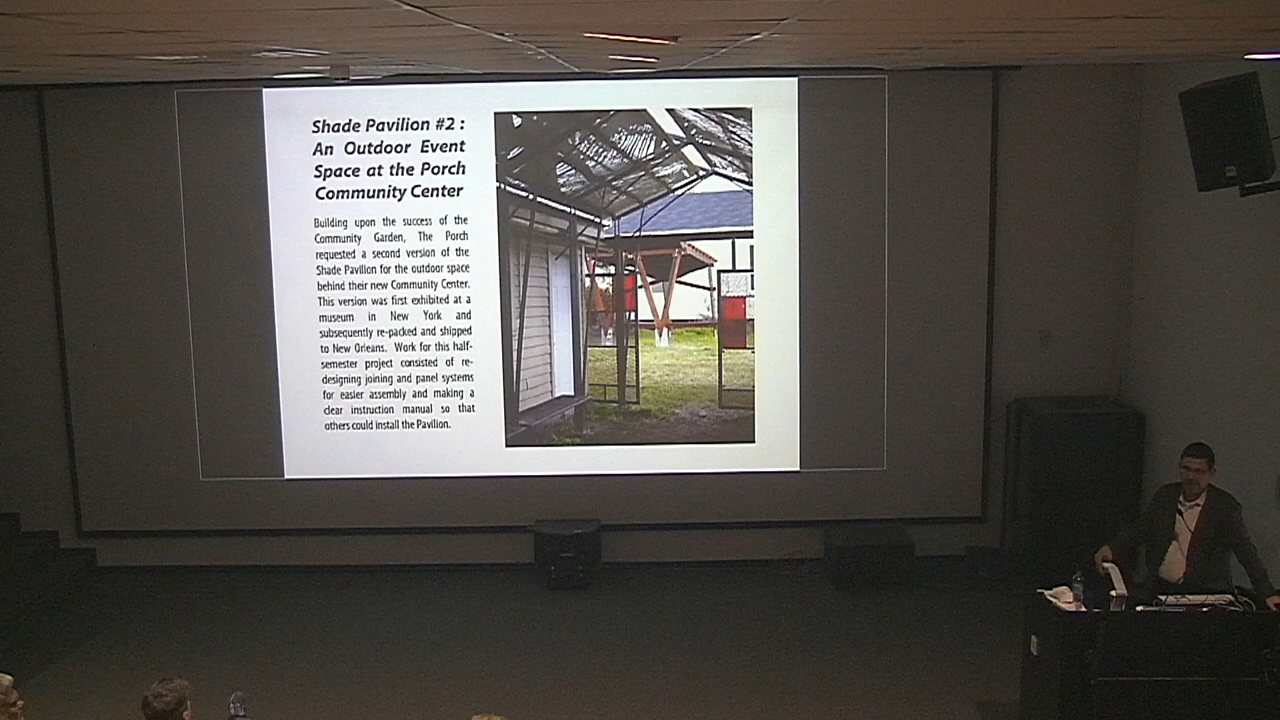 Shade Pavilion #2 :
An Outdoor Event
Space at the Porch
Community Center
Building upon the success of the
Community Garden, The Porch
requested a second version of the
Shade Pavilion for the outdoor space
behind their new Community Center.
This version was first exhibited at a
museum in New York and
subsequently re-packed and shipped
to New Orleans. Work for this half-
semester project consisted of re-
designing joining and panel systems
for easier assembly and making a
clear instruction manual so that
others could install the Pavilion.